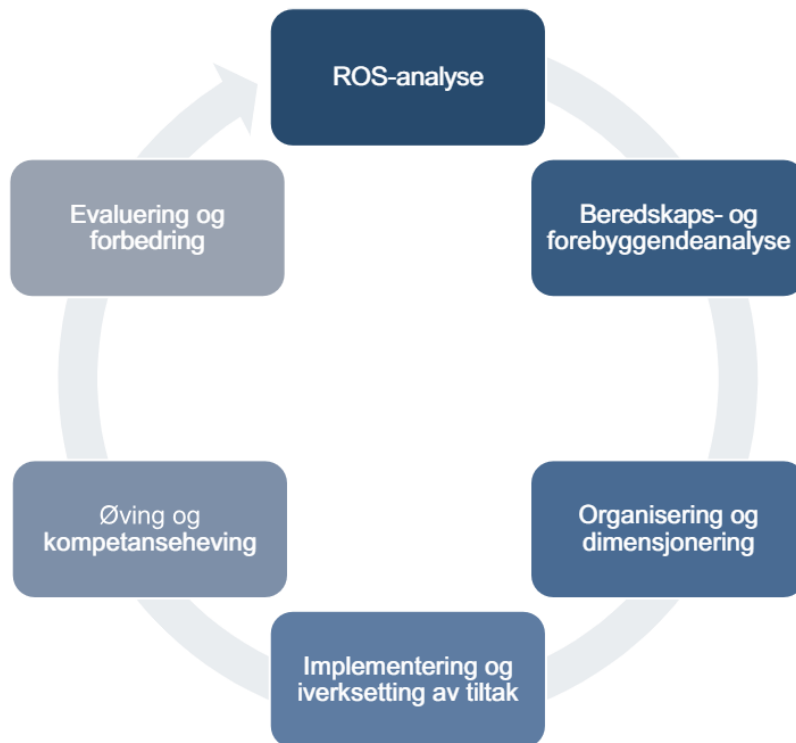 ROS-analyse
Beredskaps- og
forebyggendeanalyse
Organisering og
dimensjonering
Implementering og
iverksetting av tiltak
Øving og
kompetanseheving
Evaluering og
forbedring